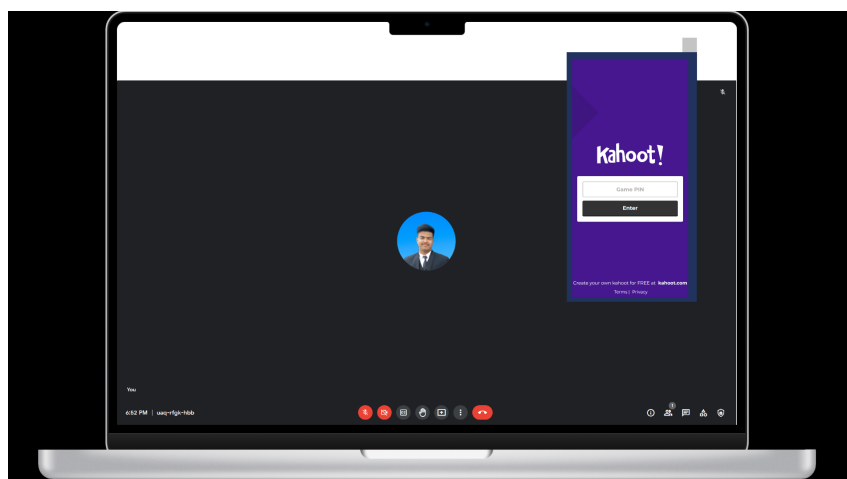 Kahoot!
Game PIN
Enter
Create your own kahoot for FREE at kahoot.com
Terms | Privacy
You
6:52 PM | uaq-rfgk-hbb
1